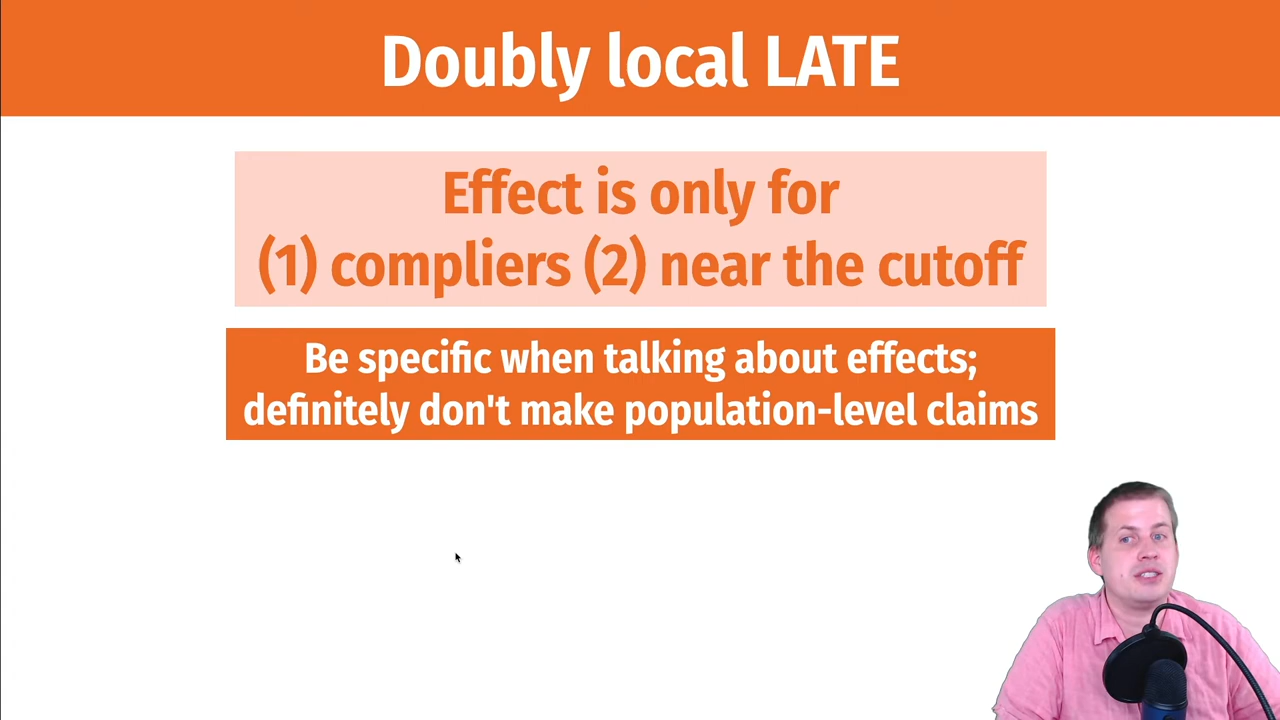 Doubly local LATE
Effect is only for
(1) compliers (2) near the cutoff
Be specific when talking about effects;
definitely don't make population-level claims